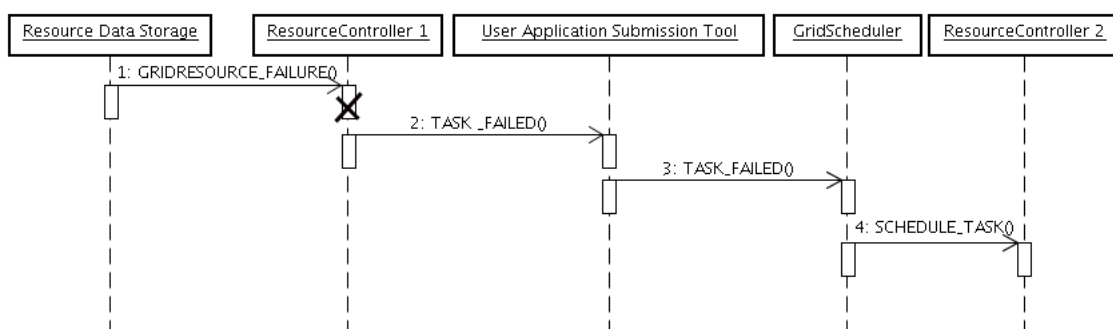 Resource Data Storage
ResourceController 1
User Application Submission Tool
GridScheduler
ResourceController 2
1: GRIDRESOURCE_FAILURE()
2: TASK _FAILED()
3: TASK_FAILED()
4: SCHEDULE_TASK()